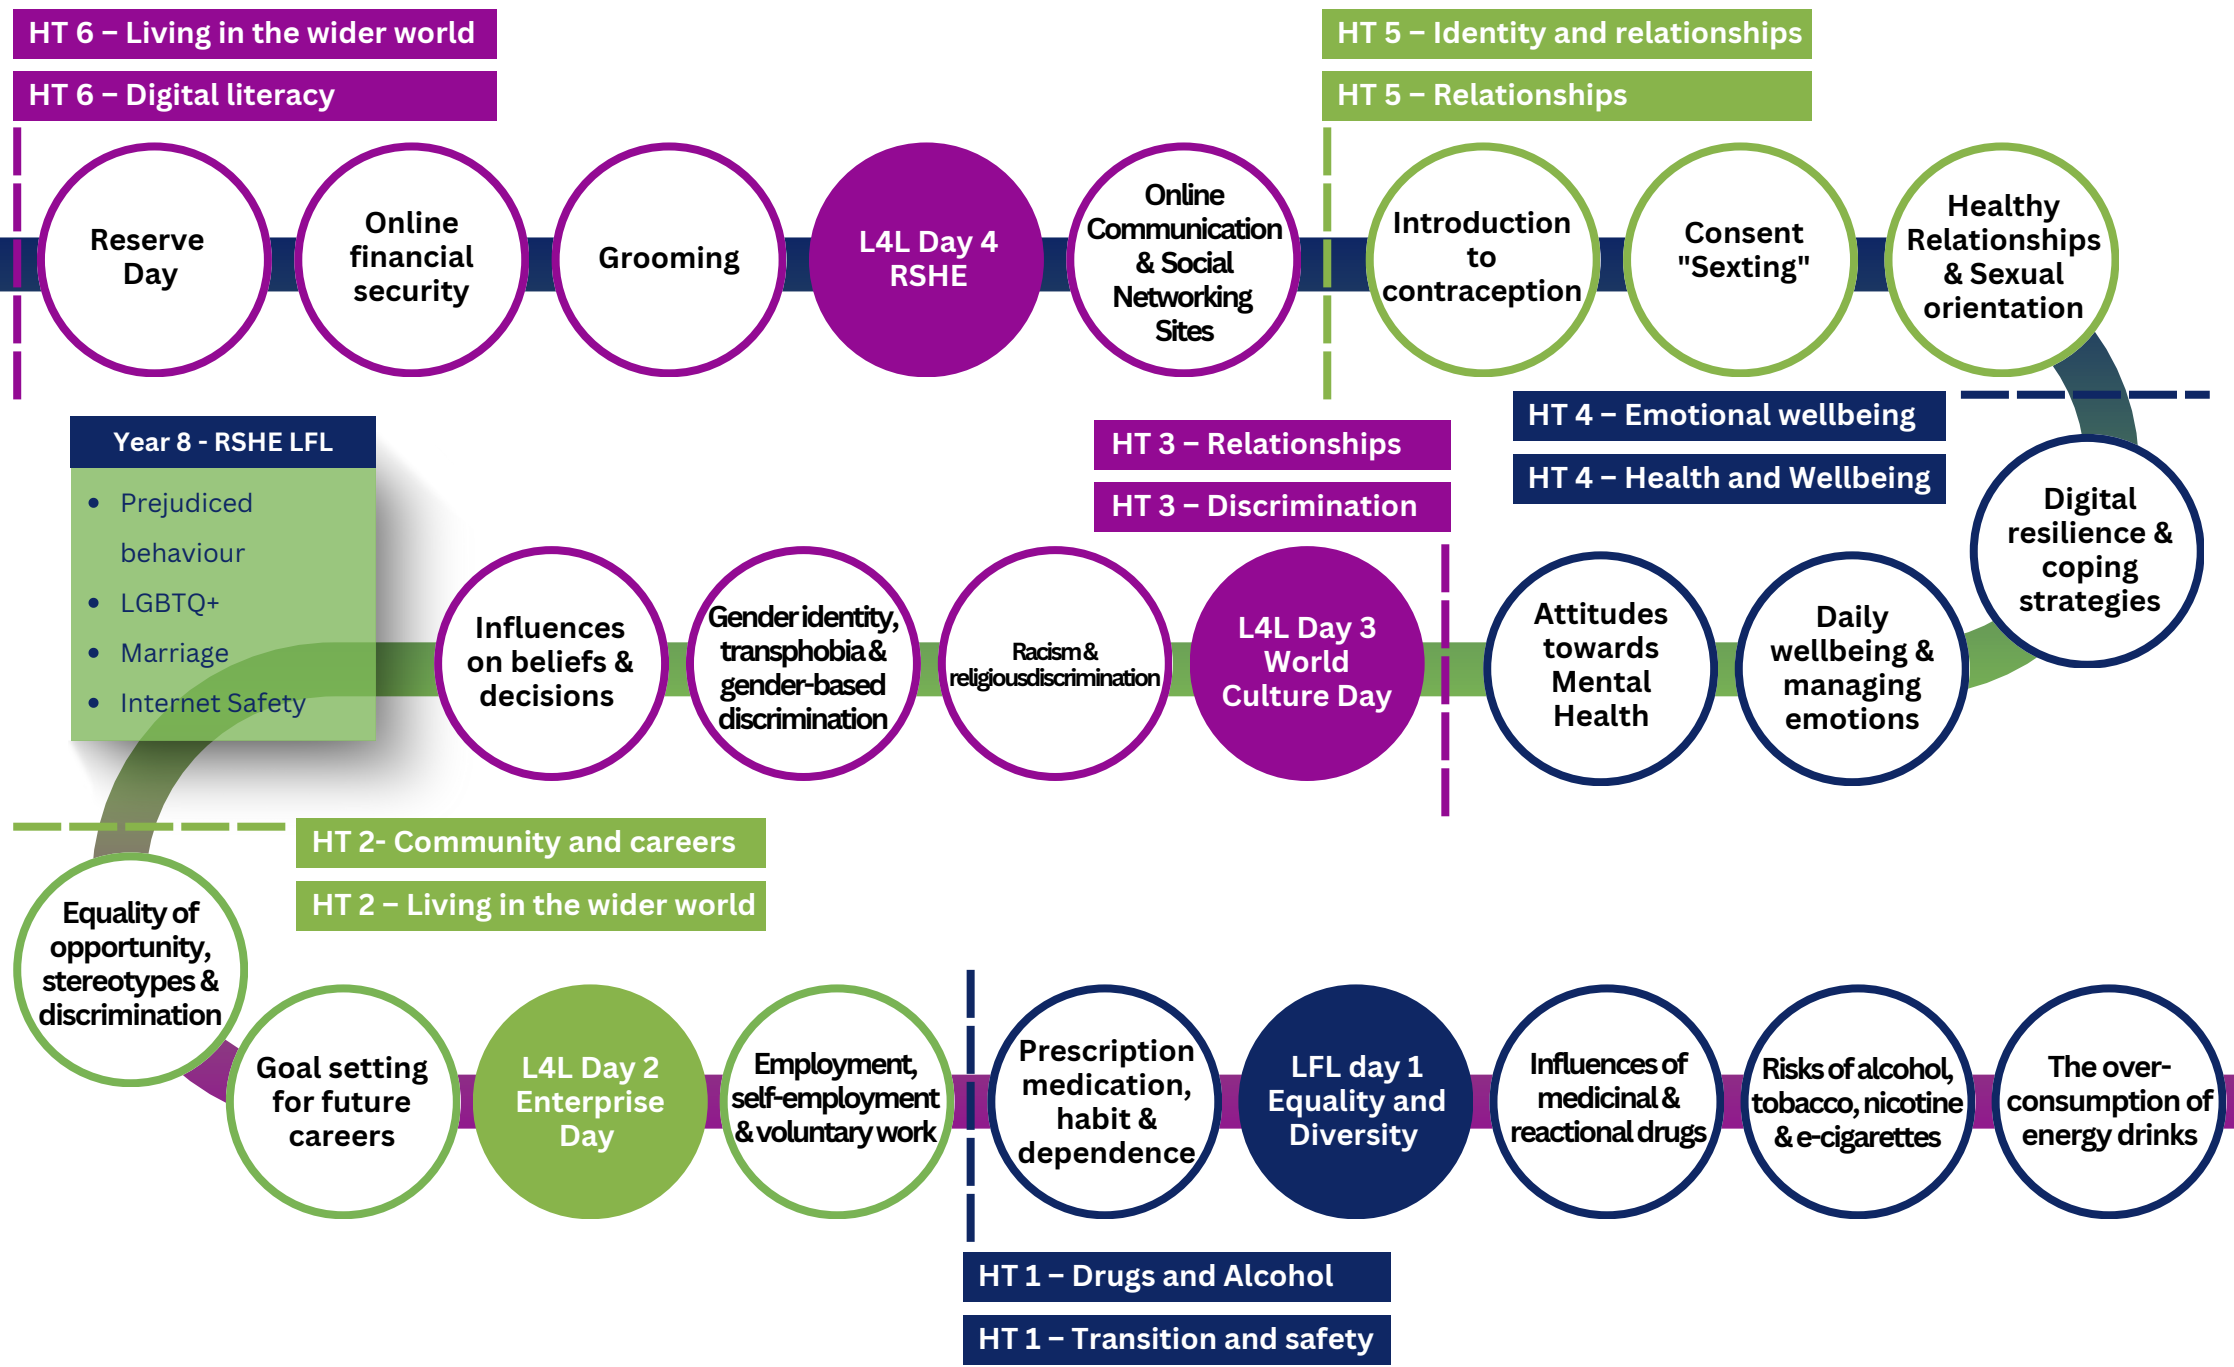 HT 6 – Living in the wider world
HT 6 – Digital literacy
HT 5 – Identity and relationships
HT 5 – Relationships
Reserve
Day
Online
financial
security
Grooming
L4L Day 4
RSHE
Online
Communication
& Social
Networking
Sites
Introduction
to
contraception
Consent
"Sexting"
Healthy
Relationships
& Sexual
orientation
Year 8 - RSHE LFL
• Prejudiced
behaviour
• LGBTQ+
• Marriage
• Internet Safety
HT 3 – Relationships
HT 3 – Discrimination
HT 4 – Emotional wellbeing
HT 4 – Health and Wellbeing
Influences
on beliefs &
decisions
Gender identity,
transphobia &
gender-based
discrimination
Racism &
religiousdiscrimination
L4L Day 3
World
Culture Day
Attitudes
towards
Mental
Health
Daily
wellbeing &
managing
emotions
Digital
resilience &
coping
strategies
HT 2- Community and careers
HT 2 – Living in the wider world
Equality of
opportunity,
stereotypes &
discrimination
Goal setting
for future
careers
L4L Day 2
Enterprise
Day
Employment,
self-employment
& voluntary work
Prescription
medication,
habit &
dependence
LFL day 1
Equality and
Diversity
Influences of
medicinal &
reactional drugs
Risks of alcohol,
tobacco, nicotine
& e-cigarettes
The over-
consumption of
energy drinks
HT 1 – Drugs and Alcohol
HT 1 – Transition and safety